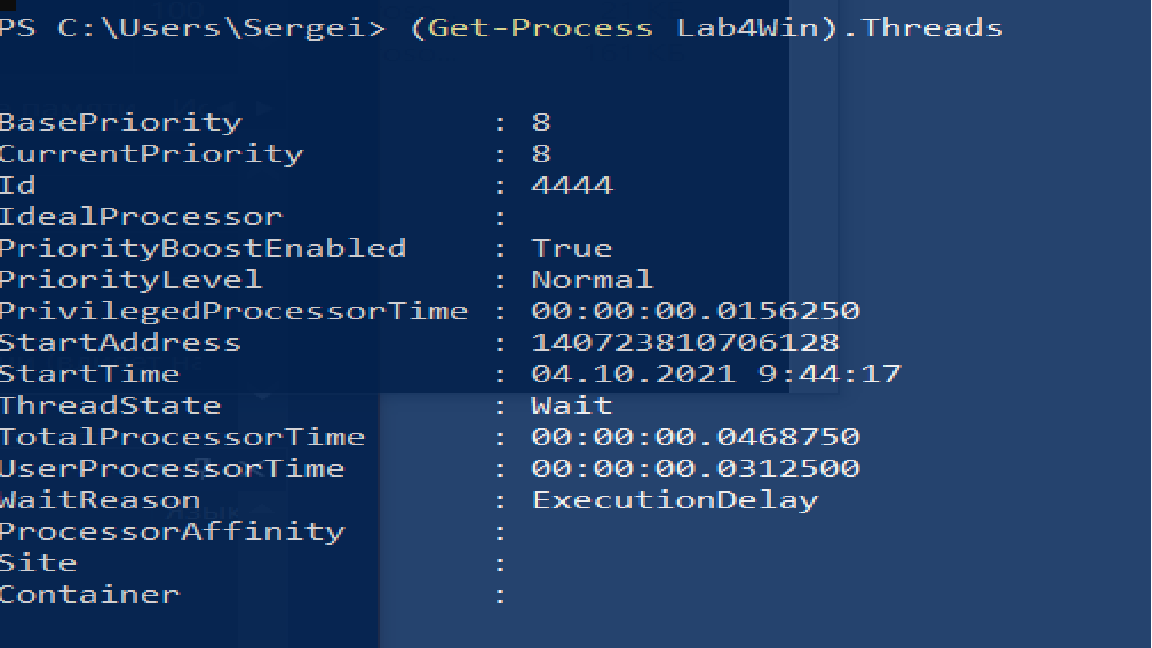 PS C:\Users\Sergei> (Get-Process Lab4Win).Threads
BasePriority : 8
CurrentPriority : 8
Id : 4444
IdealProcessor :
PriorityBoostEnabled : True
PriorityLevel : Normal
PrivilegedProcessorTime : 00:00:00.0156250
StartAddress : 140723810706128
StartTime : 04.10.2021 9:44:17
ThreadState : Wait
TotalProcessorTime : 00:00:00.0468750
UserProcessorTime : 00:00:00.0312500
WaitReason : ExecutionDelay
ProcessorAffinity :
Site :
Container :